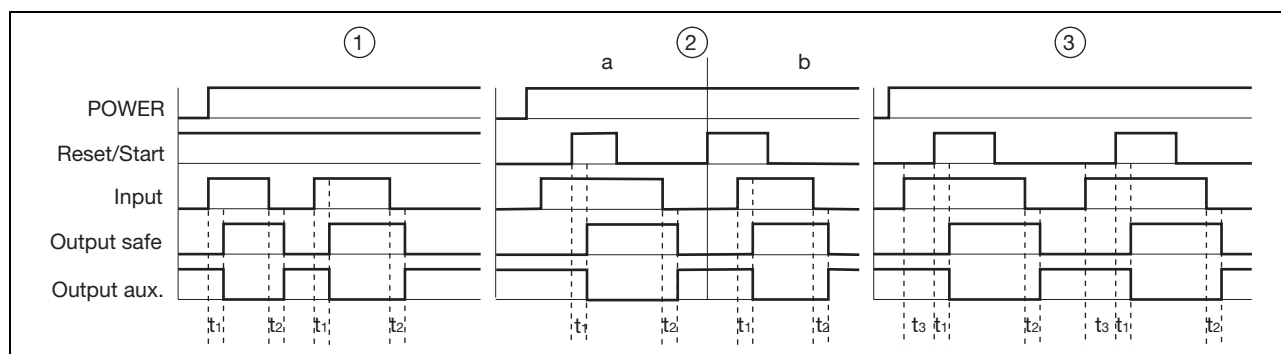 ① ② ③
a b
POWER
Reset/Start
Input
Output safe
Output aux.
t1 t2 t1 t2 t1 t2 t1 t2 t3 t1 t2 t3 t1 t2